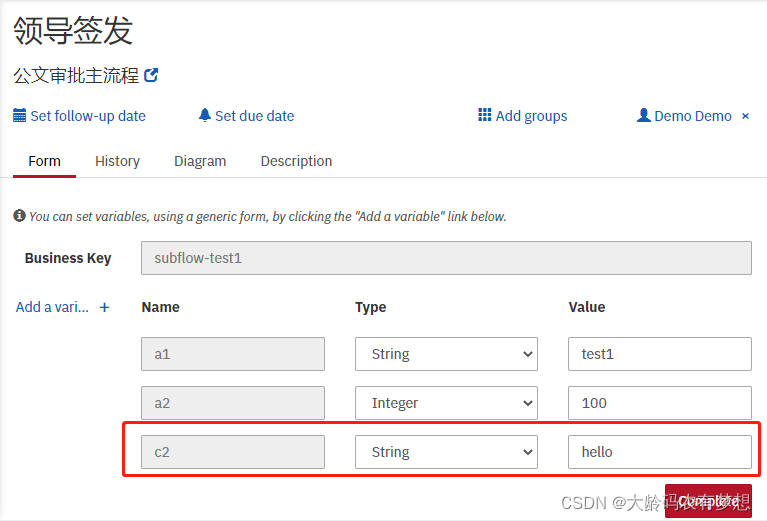 领导签发
公文审批主流程
Set follow-up date Set due date Add groups Demo Demo ×
Form History Diagram Description
You can set variables, using a generic form, by clicking the "Add a variable" link below.
Business Key subflow-test1
Add a vari... + Name Type Value
a1 String test1
a2 Integer 100
c2 String hello
Complete
CSDN @大龄码农有梦想